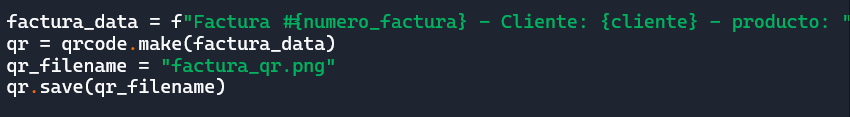 factura_data = f"Factura #{numero_factura} - Cliente: {cliente} - producto: "
qr = qrcode.make(factura_data)
qr_filename = "factura_qr.png"
qr.save(qr_filename)